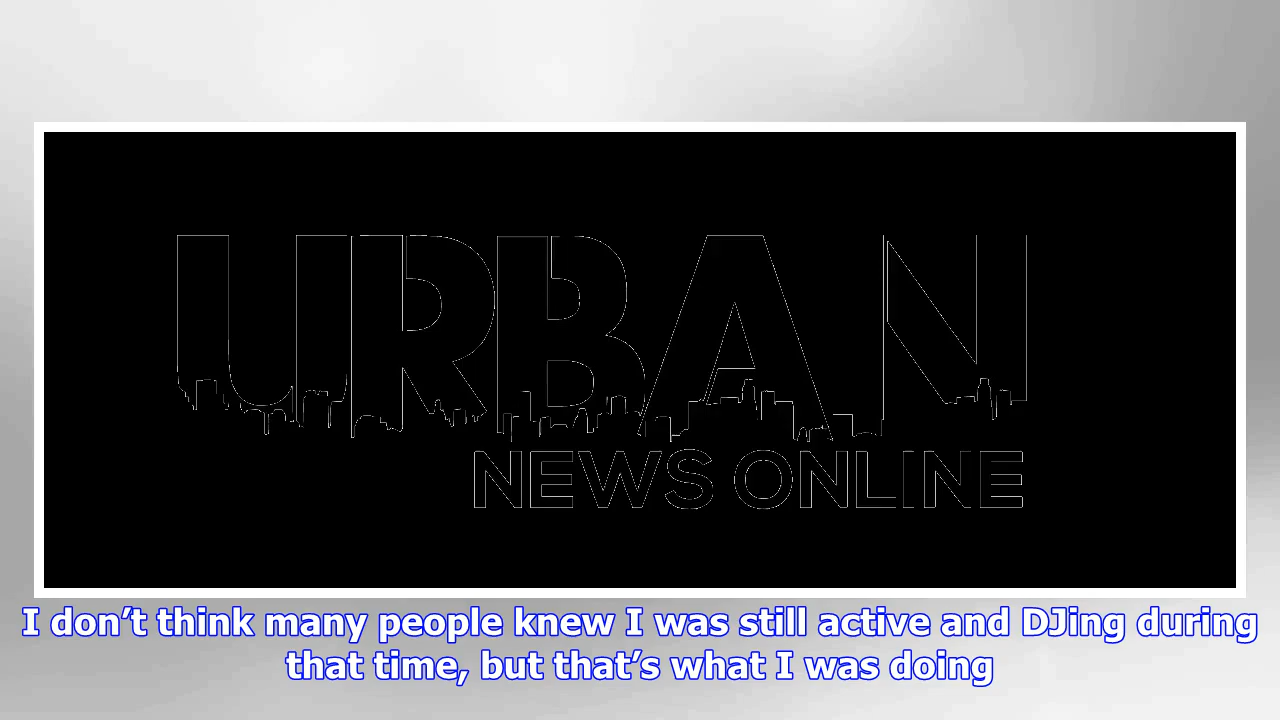 URBAN
NEWS ONLINE
I don’t think many people knew I was still active and DJing during
that time, but that’s what I was doing